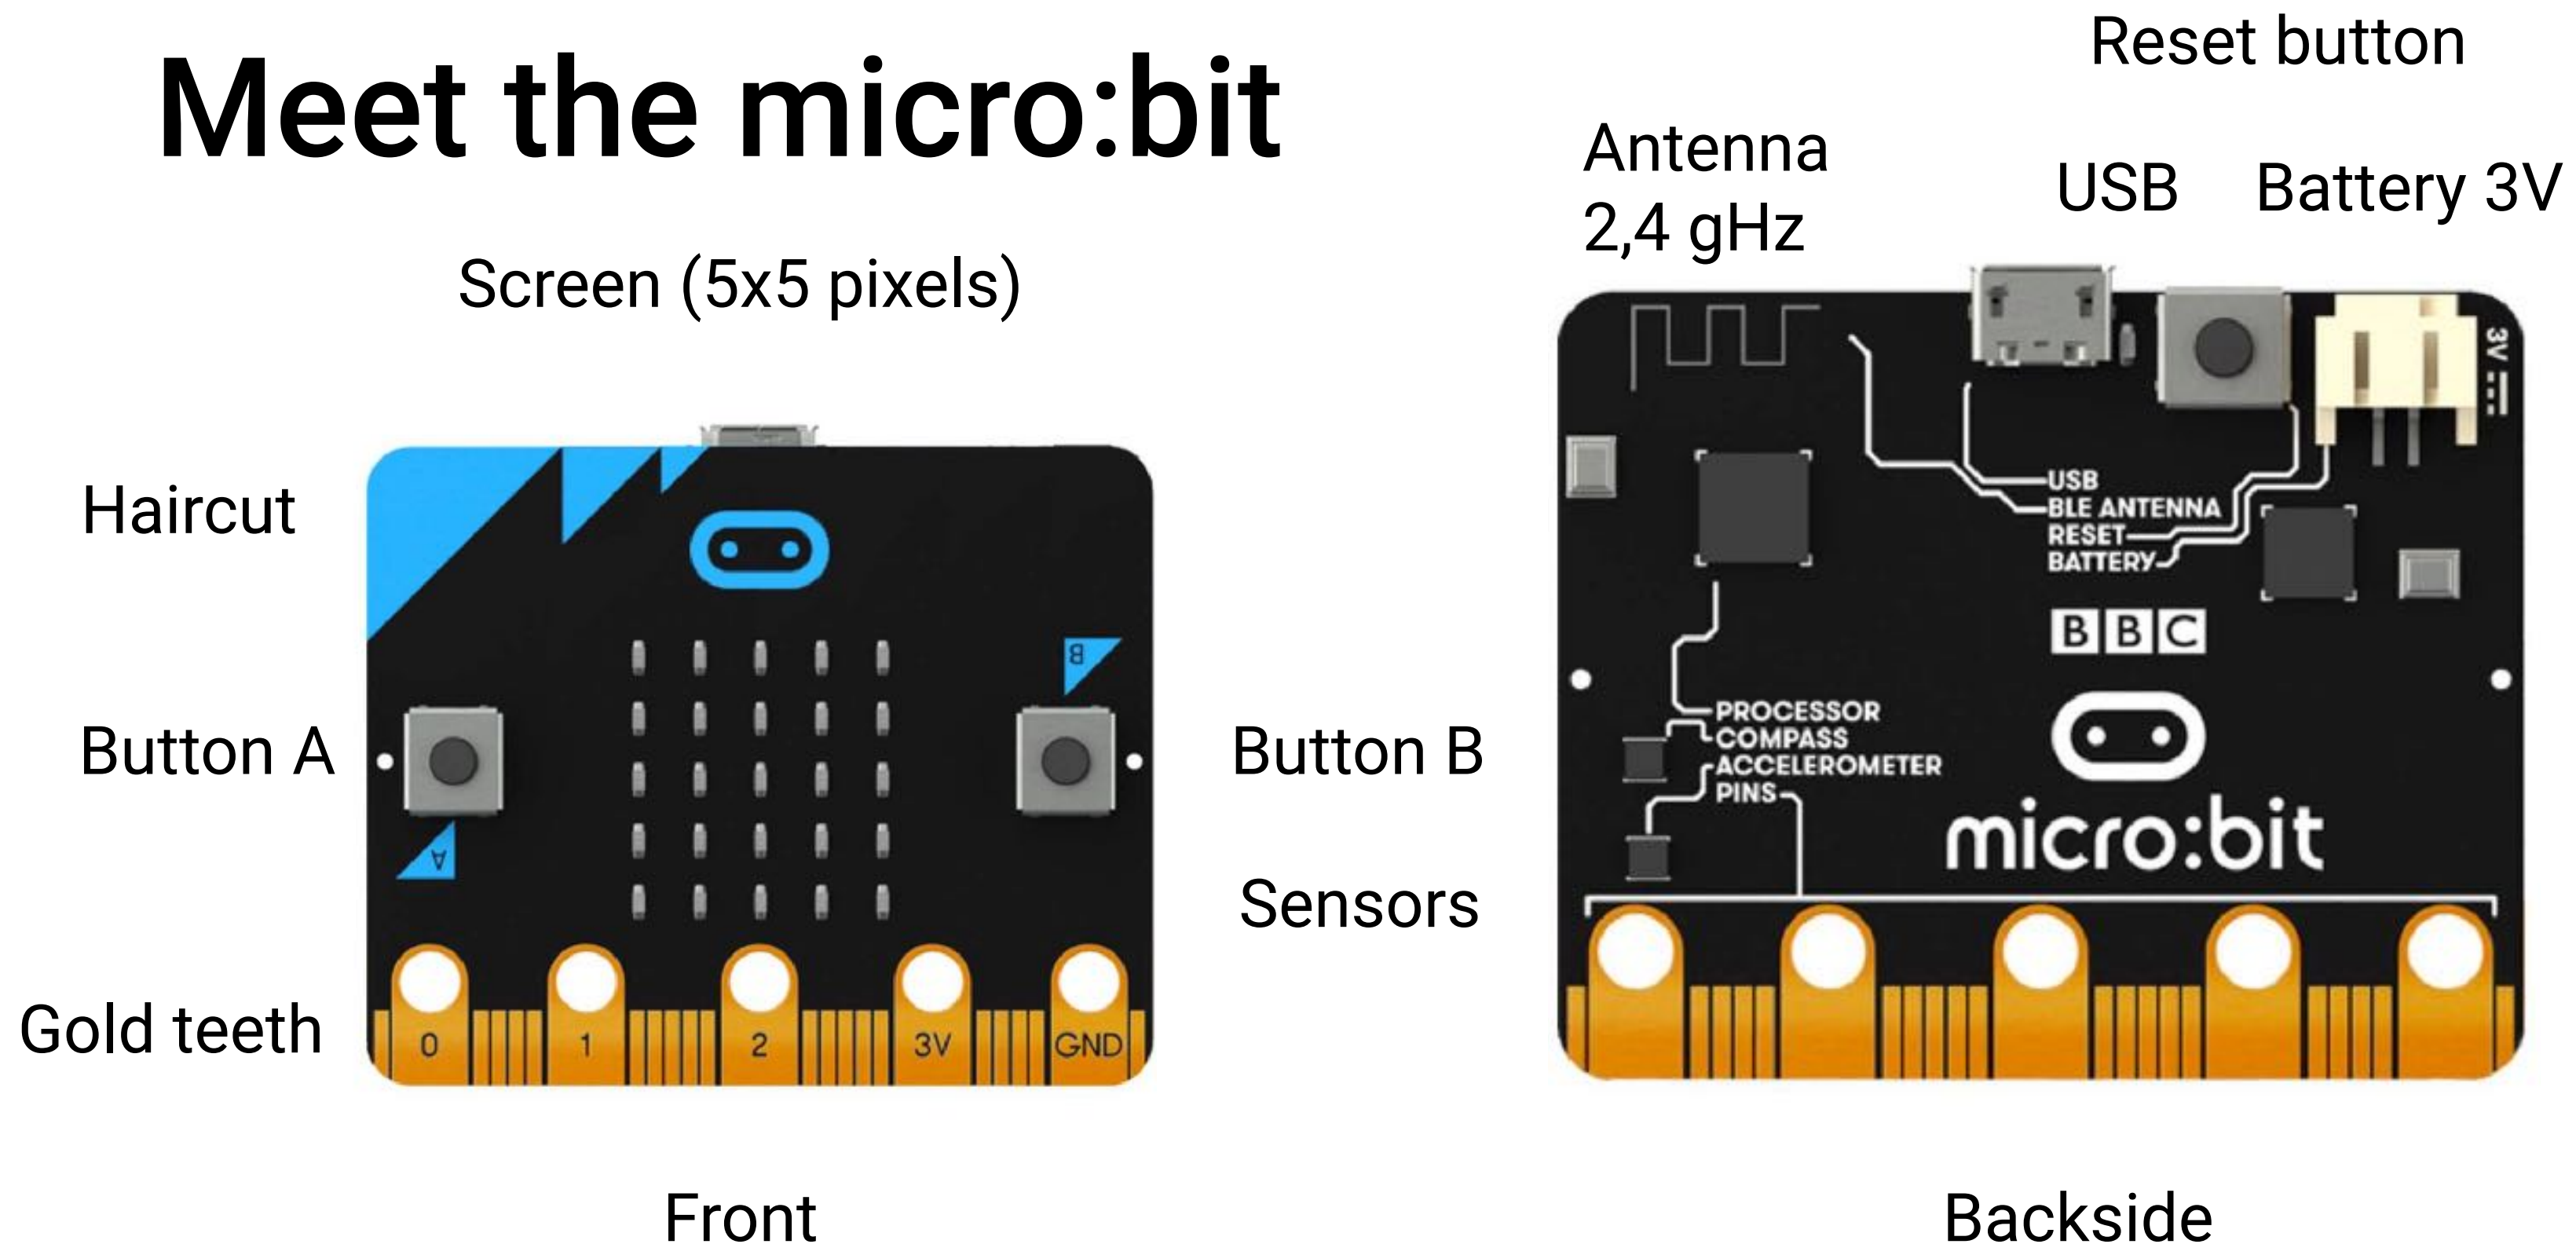 Meet the micro:bit
Reset button
Antenna
2,4 gHz
USB
Battery 3V
Screen (5x5 pixels)
Haircut
Button A
Button B
Sensors
Gold teeth
B
A
0
1
2
3V
GND
3V
USB
BLE ANTENNA
RESET
BATTERY
BBC
PROCESSOR
COMPASS
ACCELEROMETER
PINS
micro:bit
Front
Backside